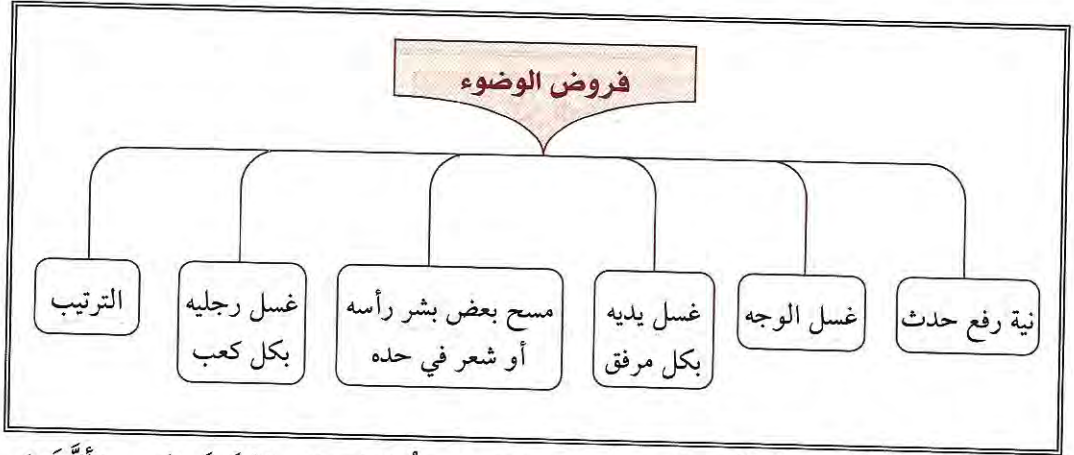 فروض الوضوء
نية رفع حدث
غسل الوجه
غسل يديه
بكل مرفق
مسح بعض بشر رأسه
أو شعر في حده
غسل رجليه
بكل كعب
الترتيب